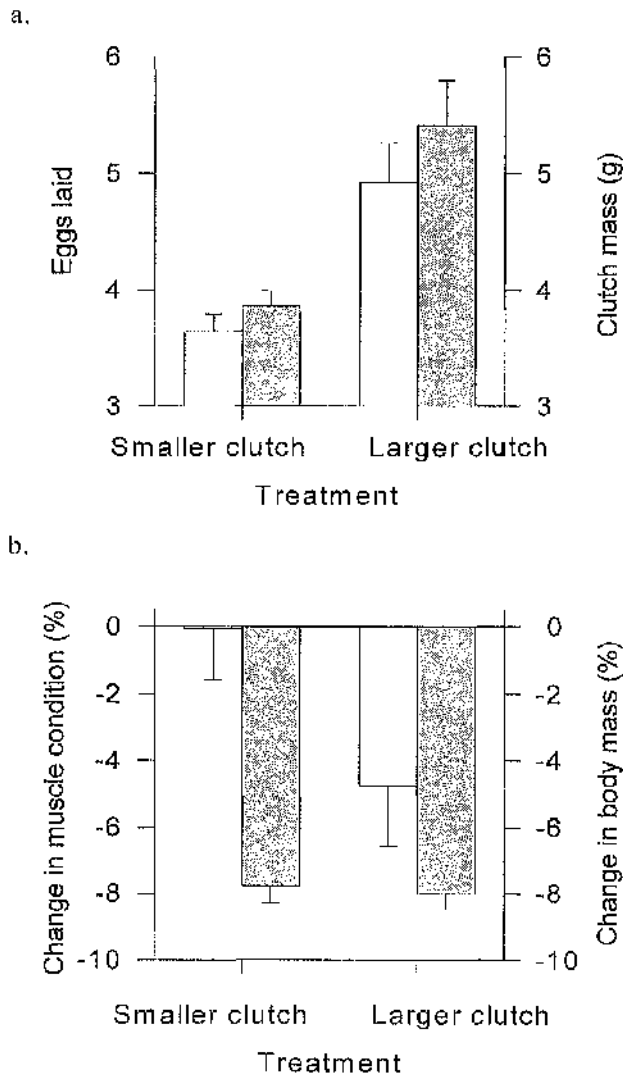 a.
6
5
4
3
Eggs laid
6
5
4
3
Clutch mass (g)
Smaller clutch Larger clutch
Treatment
b.
0
-2
-4
-6
-8
-10
Change in muscle condition (%)
0
-2
-4
-6
-8
-10
Change in body mass (%)
Smaller clutch Larger clutch
Treatment